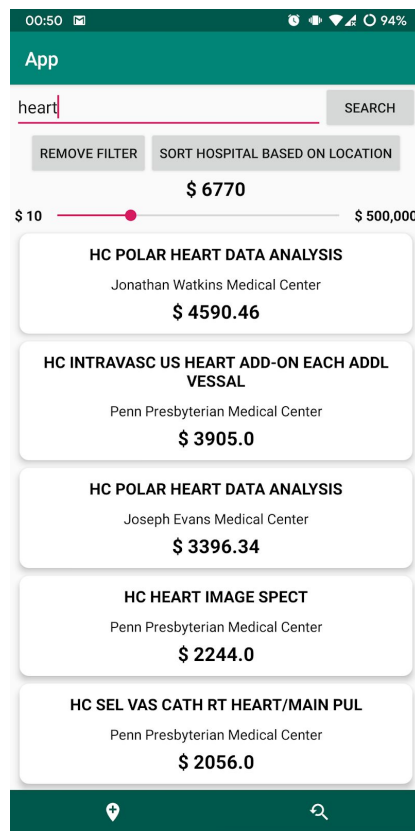 00:50 94%
App
heart SEARCH
REMOVE FILTER SORT HOSPITAL BASED ON LOCATION
$ 6770
$ 10 $ 500,000
HC POLAR HEART DATA ANALYSIS
Jonathan Watkins Medical Center
$ 4590.46
HC INTRAVASC US HEART ADD-ON EACH ADDL
VESSAL
Penn Presbyterian Medical Center
$ 3905.0
HC POLAR HEART DATA ANALYSIS
Joseph Evans Medical Center
$ 3396.34
HC HEART IMAGE SPECT
Penn Presbyterian Medical Center
$ 2244.0
HC SEL VAS CATH RT HEART/MAIN PUL
Penn Presbyterian Medical Center
$ 2056.0